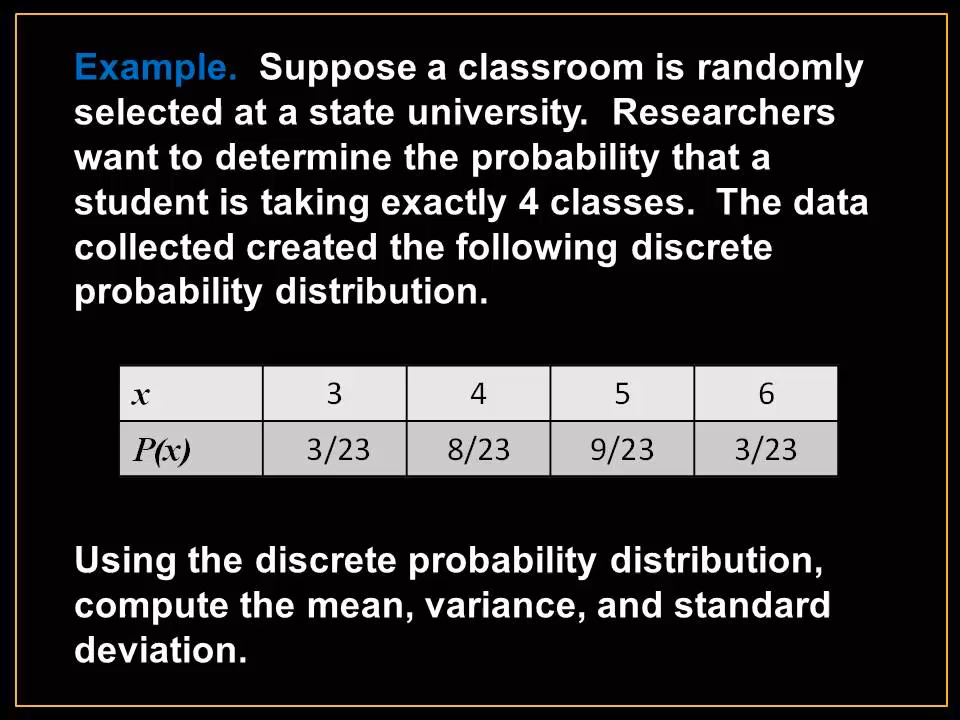 Example. Suppose a classroom is randomly
selected at a state university. Researchers
want to determine the probability that a
student is taking exactly 4 classes. The data
collected created the following discrete
probability distribution.
x 3 4 5 6
P(x) 3/23 8/23 9/23 3/23
Using the discrete probability distribution,
compute the mean, variance, and standard
deviation.